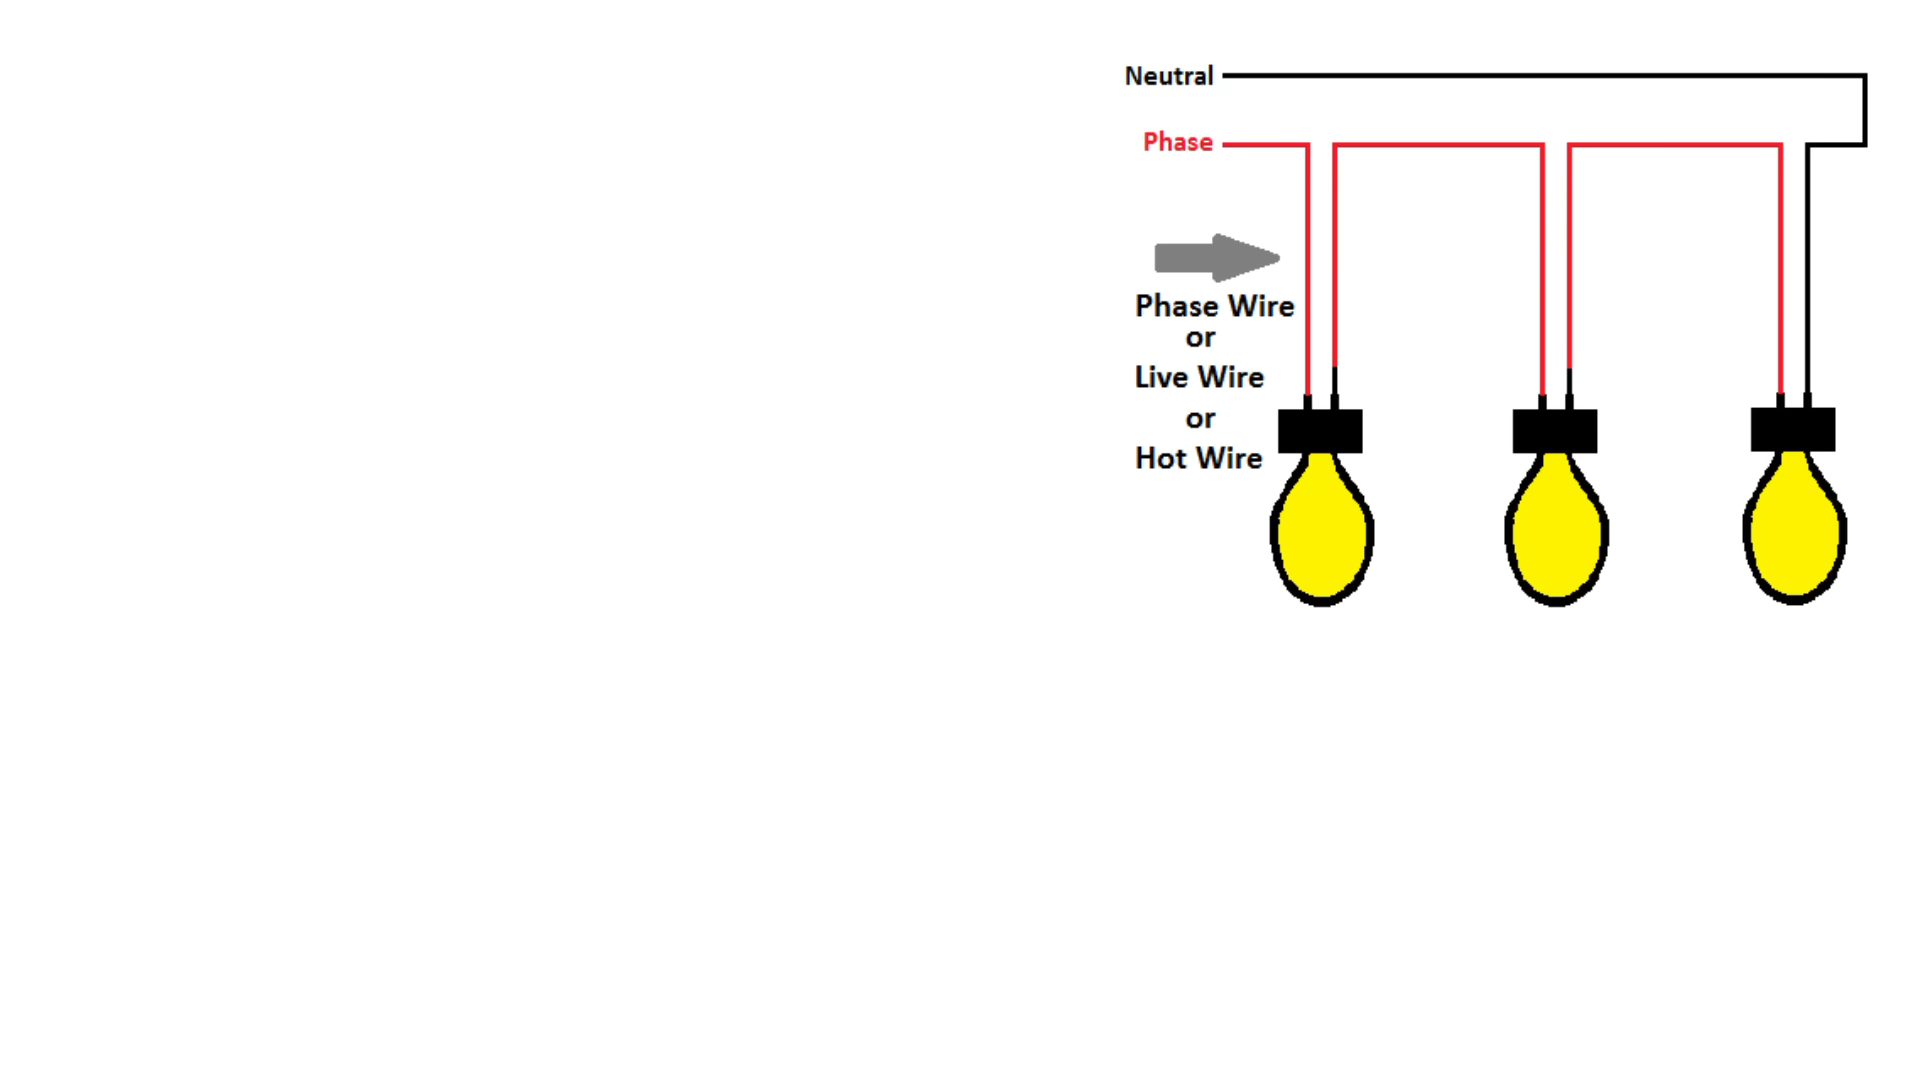 Neutral
Phase
Phase Wire
or
Live Wire
or
Hot Wire